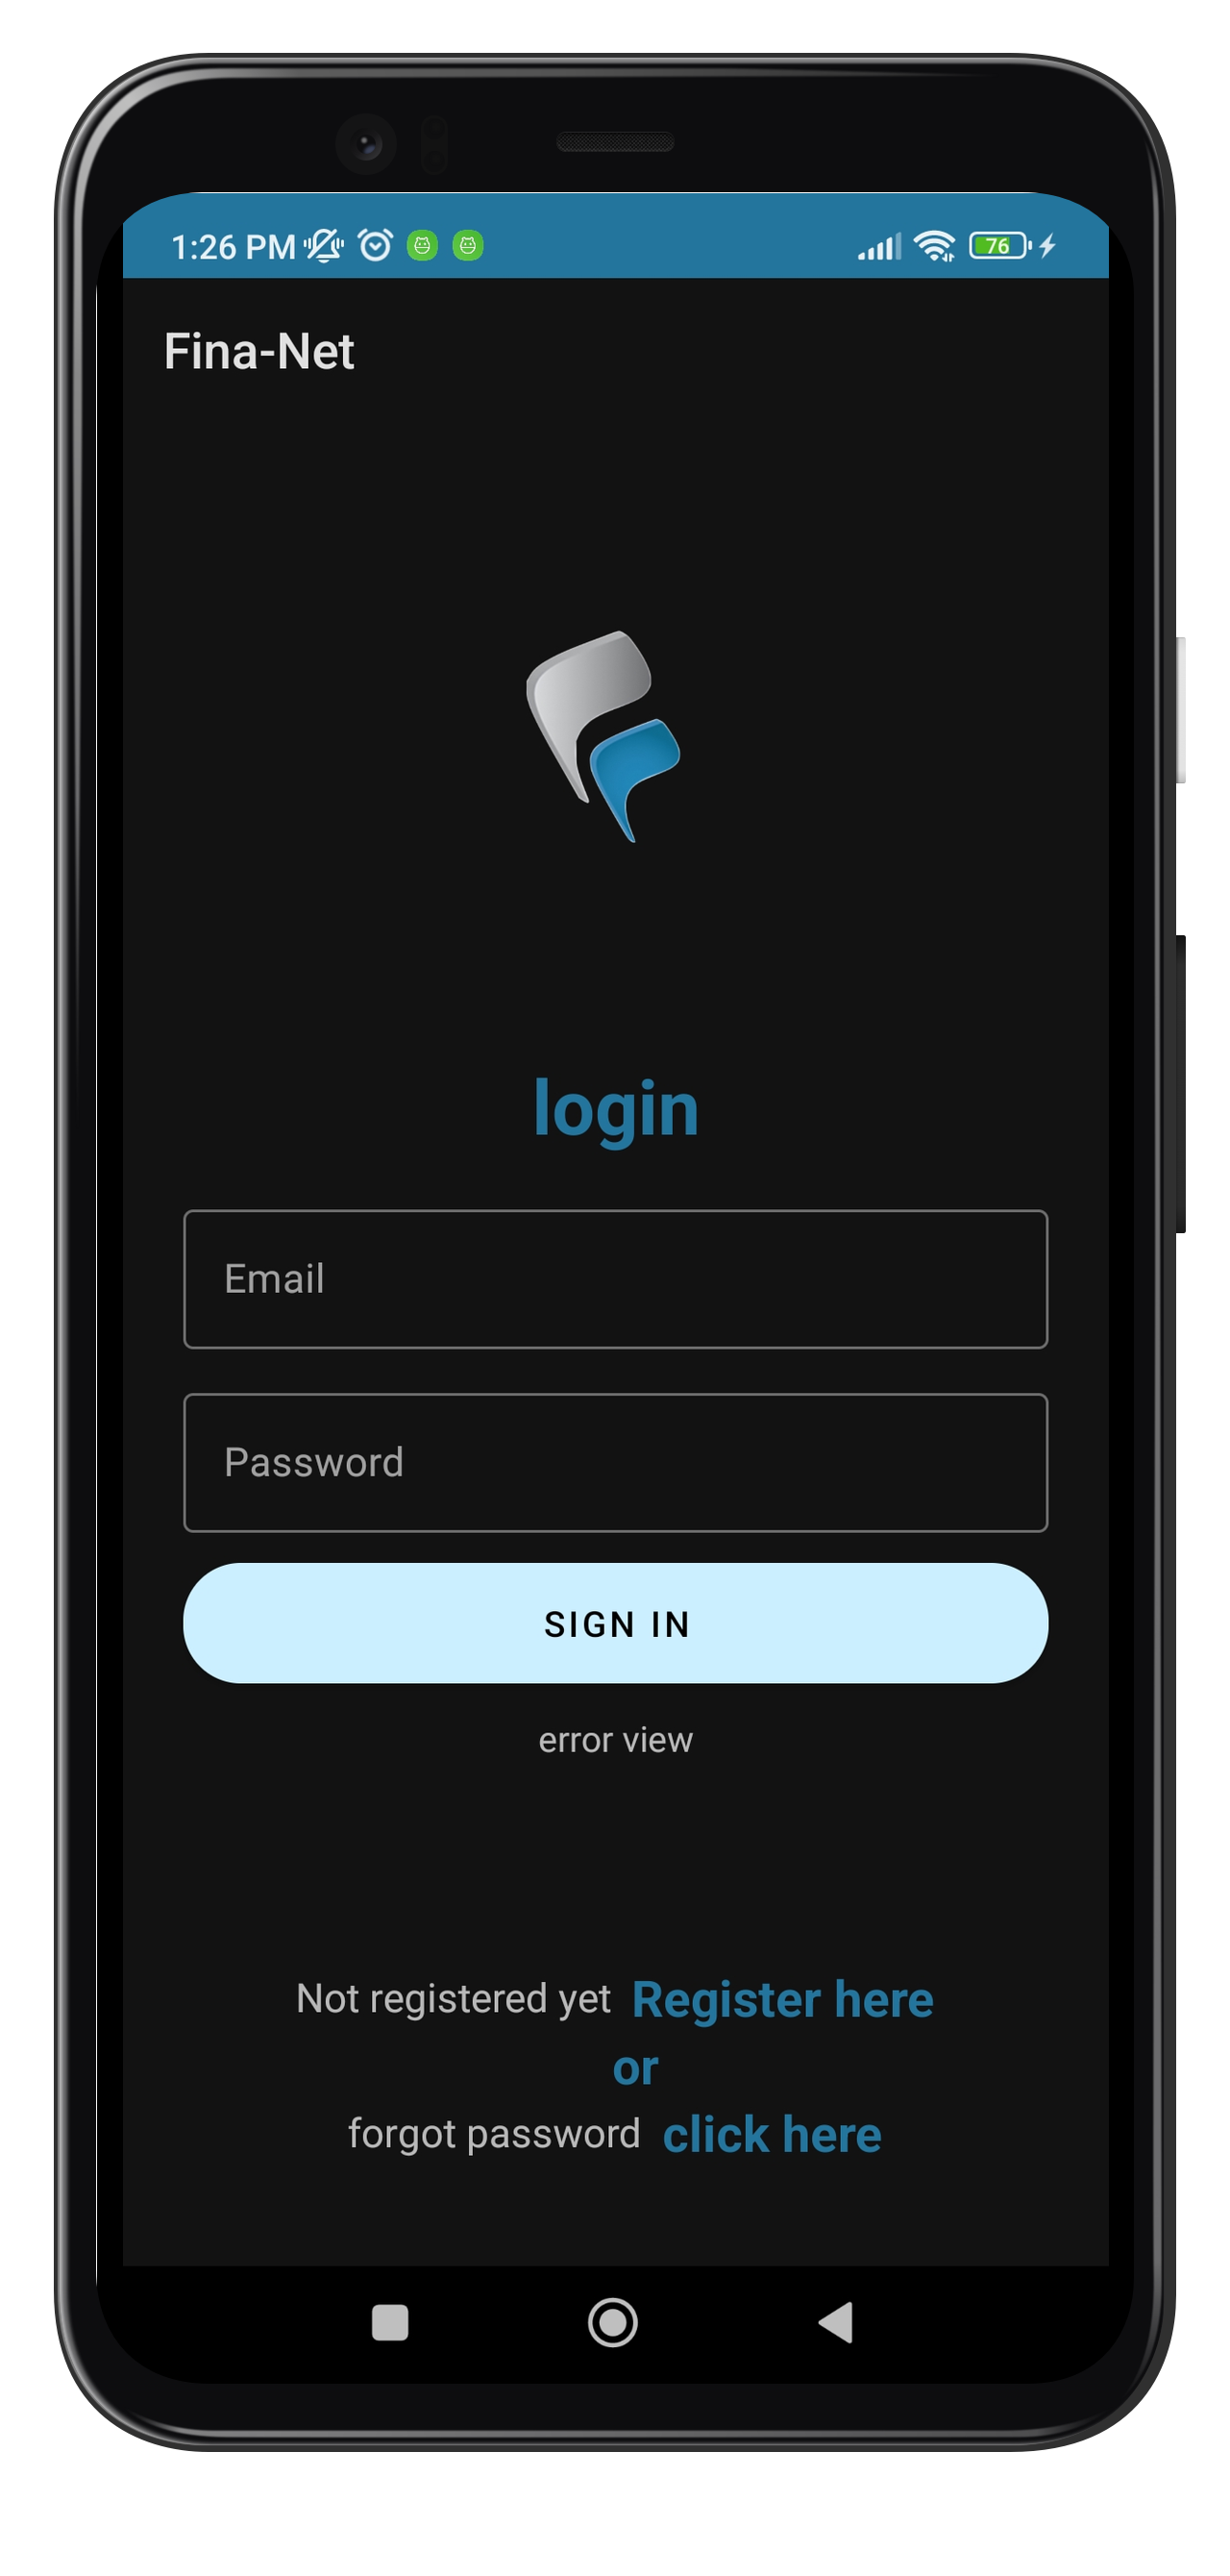 1:26 PM 76
Fina-Net
login
Email
Password
SIGN IN
error view
Not registered yet Register here
or
forgot password click here